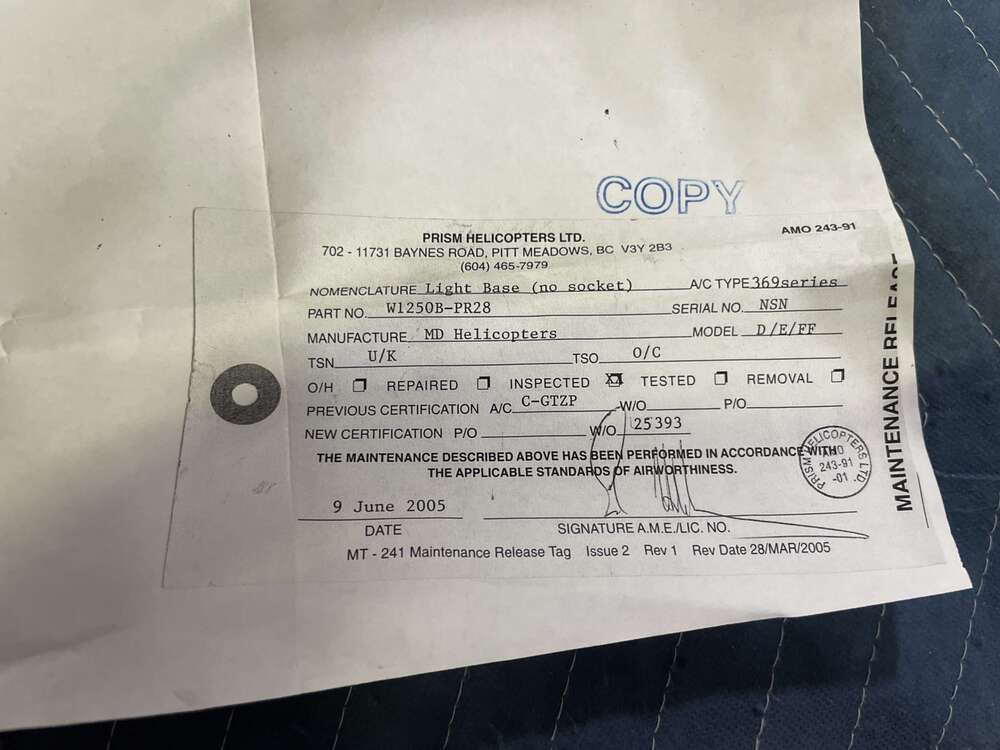 COPY
AMO 243-91
PRISM HELICOPTERS LTD.
702 - 11731 BAYNES ROAD, PITT MEADOWS, BC V3Y 2B3
(604) 465-7979
NOMENCLATURE Light Base (no socket) A/C TYPE 369series
PART NO. W1250B-PR28 SERIAL NO. NSN
MANUFACTURE MD Helicopters MODEL D/E/FF
TSN U/K TSO O/C
O/H REPAIRED INSPECTED TESTED REMOVAL
PREVIOUS CERTIFICATION A/C C-GTZP W/O P/O
NEW CERTIFICATION P/O W/O 25393
THE MAINTENANCE DESCRIBED ABOVE HAS BEEN PERFORMED IN ACCORDANCE WITH
THE APPLICABLE STANDARDS OF AIRWORTHINESS.
PRISM HELICOPTERS LTD.
AMO
243-91
-01
9 June 2005
DATE SIGNATURE A.M.E./LIC. NO.
MT - 241 Maintenance Release Tag Issue 2 Rev 1 Rev Date 28/MAR/2005
MAINTENANCE RELEASE